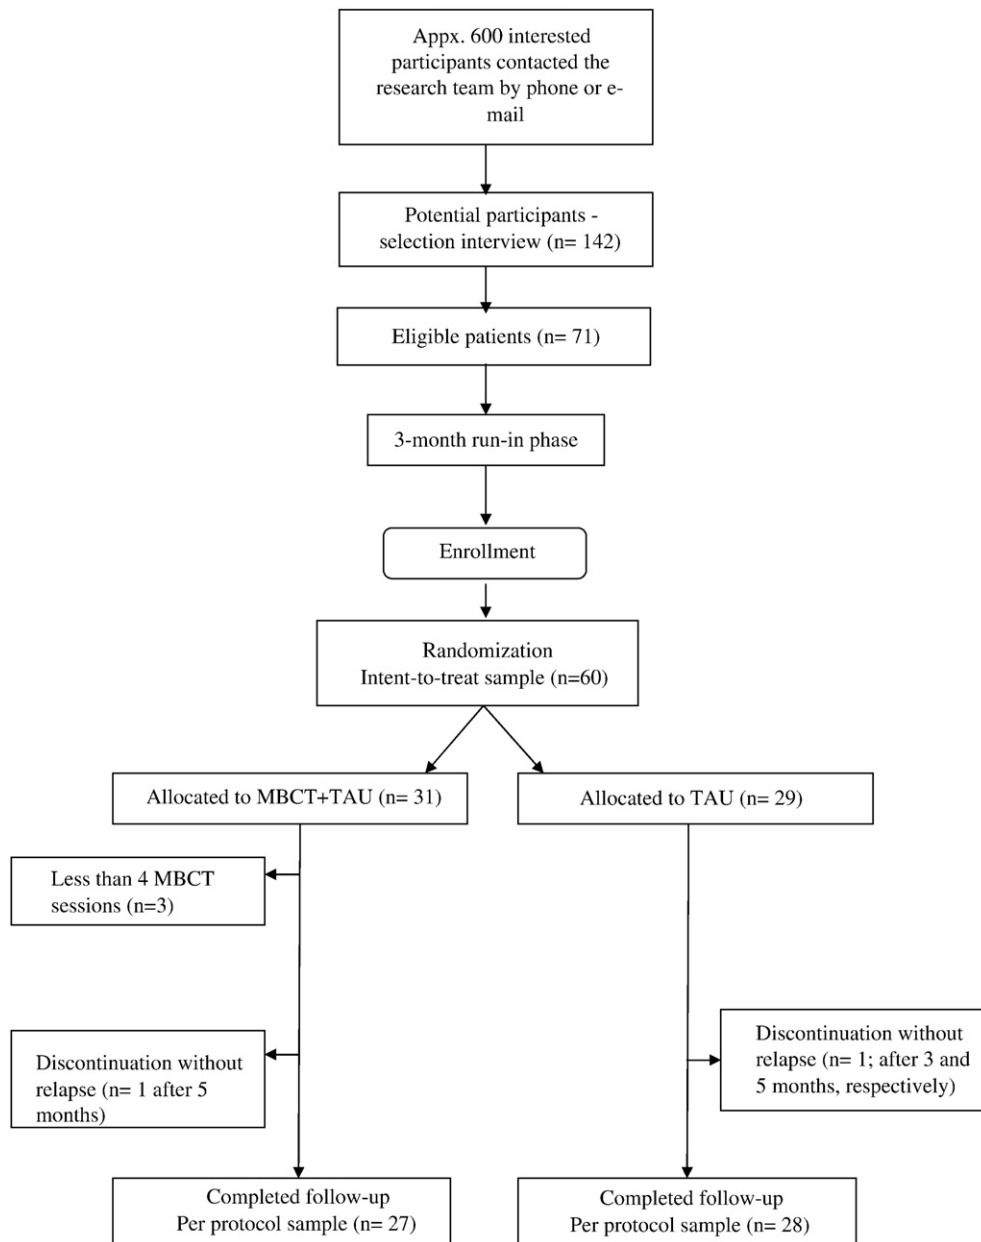 Appx. 600 interested
participants contacted the
research team by phone or e-
mail
Potential participants -
selection interview (n= 142)
Eligible patients (n= 71)
3-month run-in phase
Enrollment
Randomization
Intent-to-treat sample (n=60)
Allocated to MBCT+TAU (n= 31)
Allocated to TAU (n= 29)
Less than 4 MBCT
sessions (n=3)
Discontinuation without
relapse (n= 1 after 5
months)
Discontinuation without
relapse (n= 1; after 3 and
5 months, respectively)
Completed follow-up
Per protocol sample (n= 27)
Completed follow-up
Per protocol sample (n= 28)